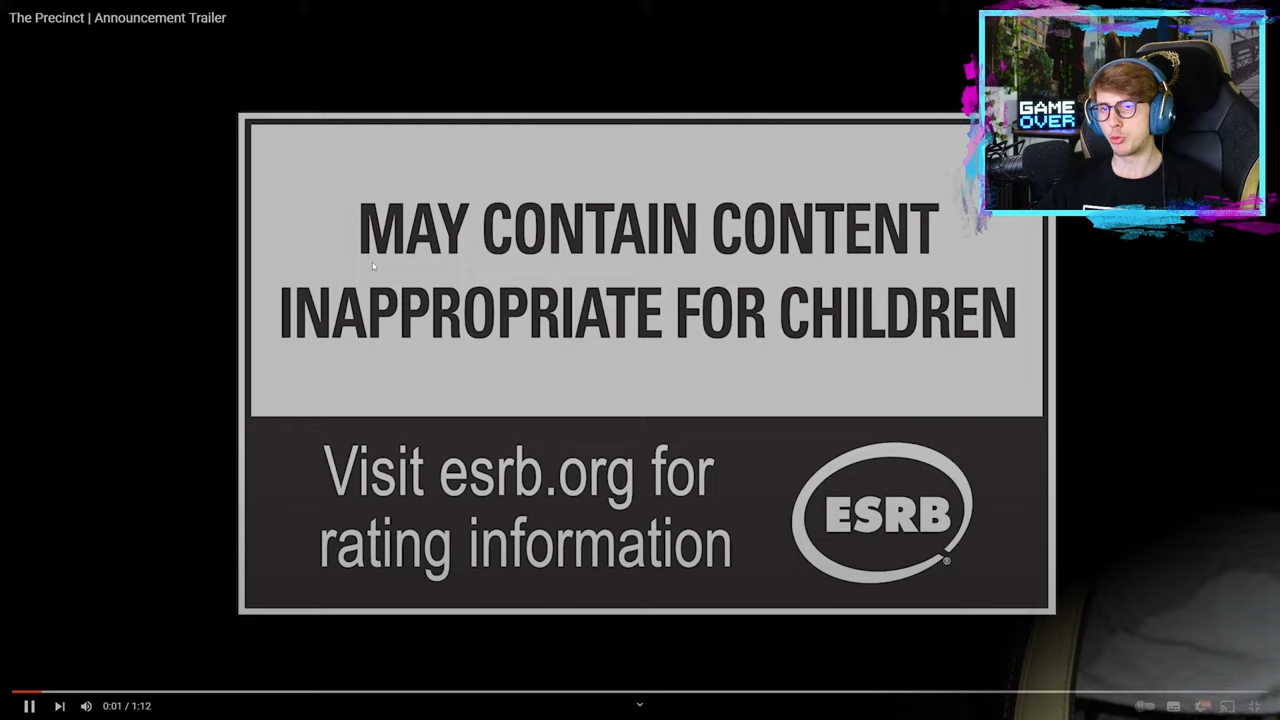 The Precinct | Announcement Trailer
GAME
OVER
MAY CONTAIN CONTENT
INAPPROPRIATE FOR CHILDREN
Visit esrb.org for
rating information
ESRB
®
0:01 / 1:12